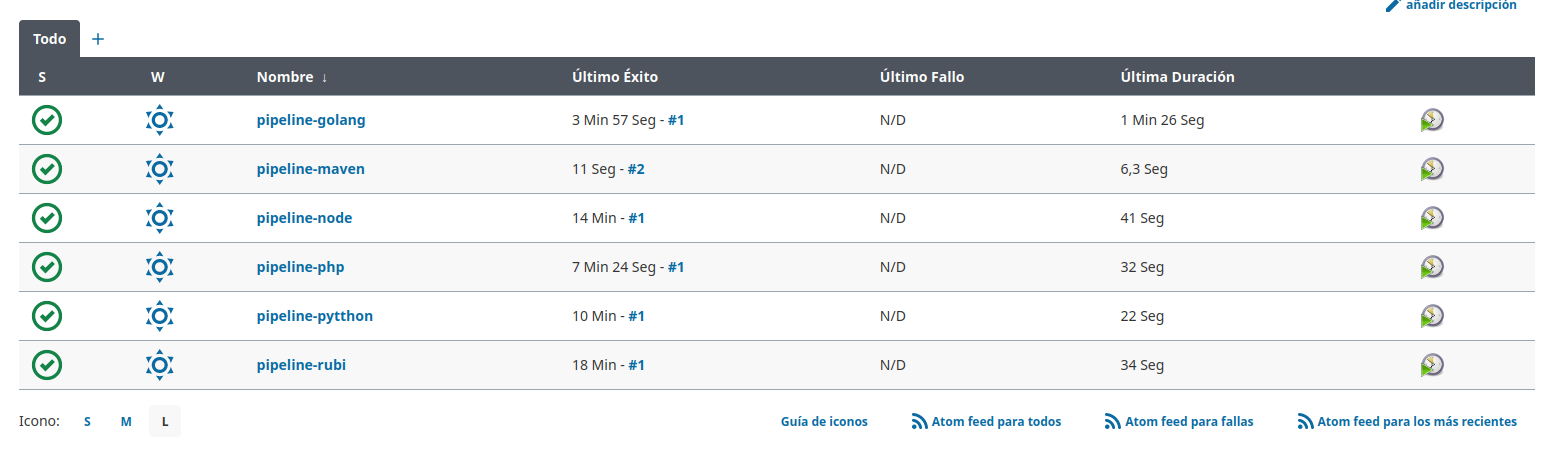 añadir descripción
Todo +
S W Nombre ↓ Último Éxito Último Fallo Última Duración
pipeline-golang 3 Min 57 Seg - #1 N/D 1 Min 26 Seg
pipeline-maven 11 Seg - #2 N/D 6,3 Seg
pipeline-node 14 Min - #1 N/D 41 Seg
pipeline-php 7 Min 24 Seg - #1 N/D 32 Seg
pipeline-pytthon 10 Min - #1 N/D 22 Seg
pipeline-rubi 18 Min - #1 N/D 34 Seg
Icono: S M L Guía de iconos Atom feed para todos Atom feed para fallas Atom feed para los más recientes